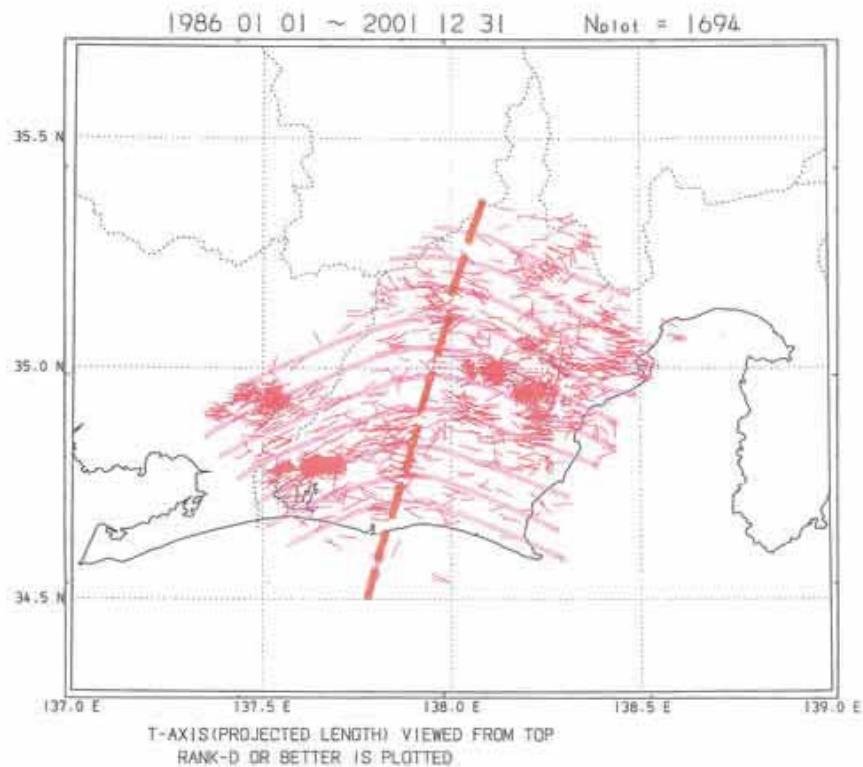 1986 01 01 ~ 2001 12 31 Nplot = 1694
35.5 N
35.0 N
34.5 N
137.0 E 137.5 E 138.0 E 138.5 E 139.0 E
T-AXIS(PROJECTED LENGTH) VIEWED FROM TOP
RANK-D OR BETTER IS PLOTTED